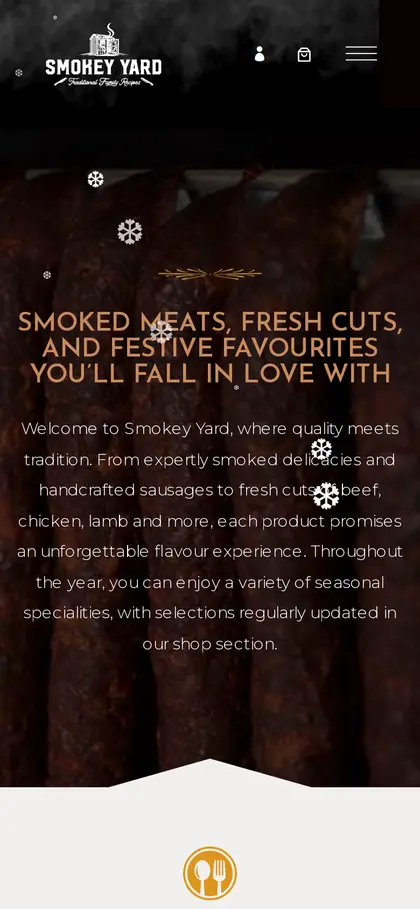 SMOKEY YARD
Traditional Family Recipes
SMOKED MEATS, FRESH CUTS,
AND FESTIVE FAVOURITES
YOU'LL FALL IN LOVE WITH
Welcome to Smokey Yard, where quality meets
tradition. From expertly smoked delicacies and
handcrafted sausages to fresh cuts of beef,
chicken, lamb and more, each product promises
an unforgettable flavour experience. Throughout
the year, you can enjoy a variety of seasonal
specialities, with selections regularly updated in
our shop section.